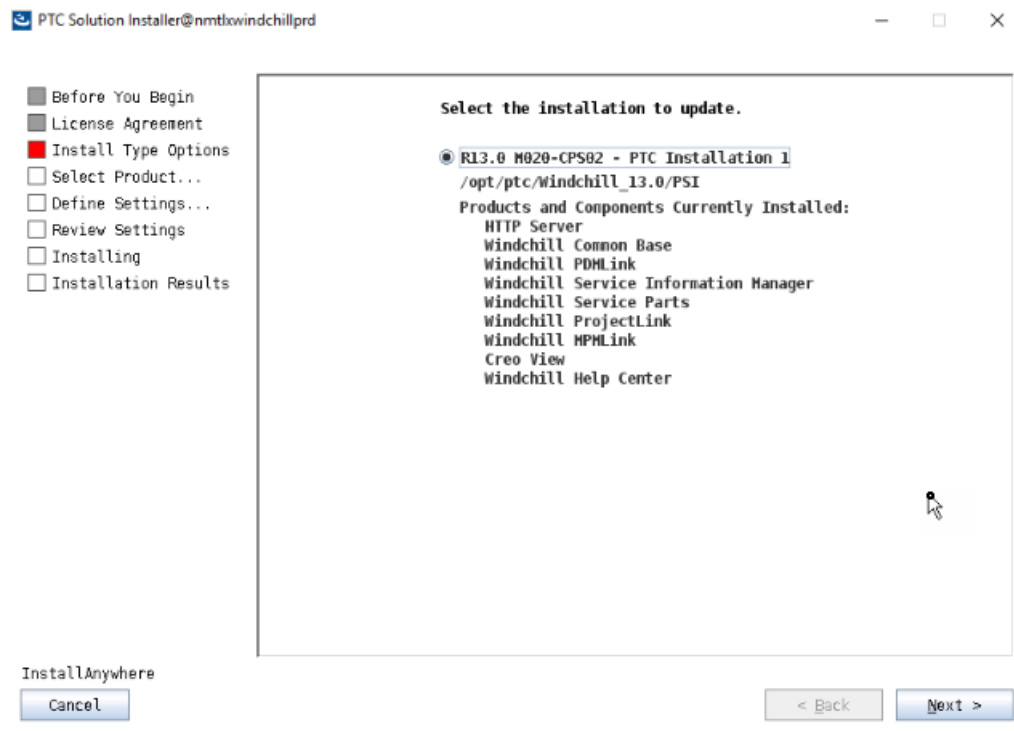 PTC Solution Installer@nmtlxwindchillprd
Before You Begin
License Agreement
Install Type Options
Select Product...
Define Settings...
Review Settings
Installing
Installation Results
Select the installation to update.
R13.0 M020-CPS02 - PTC Installation 1
/opt/ptc/Windchill_13.0/PSI
Products and Components Currently Installed:
HTTP Server
Windchill Common Base
Windchill PDMLink
Windchill Service Information Manager
Windchill Service Parts
Windchill ProjectLink
Windchill MPMLink
Creo View
Windchill Help Center
InstallAnywhere
Cancel
< Back
Next >